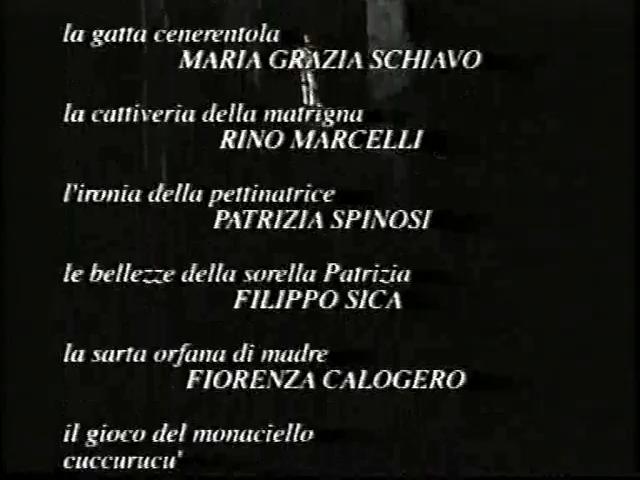 la gatta cenerentola
MARIA GRAZIA SCHIAVO
la cattiveria della matrigna
RINO MARCELLI
l'ironia della pettinatrice
PATRIZIA SPINOSI
le bellezze della sorella Patrizia
FILIPPO SICA
la sarta orfana di madre
FIORENZA CALOGERO
il gioco del monaciello
cuccurucu'